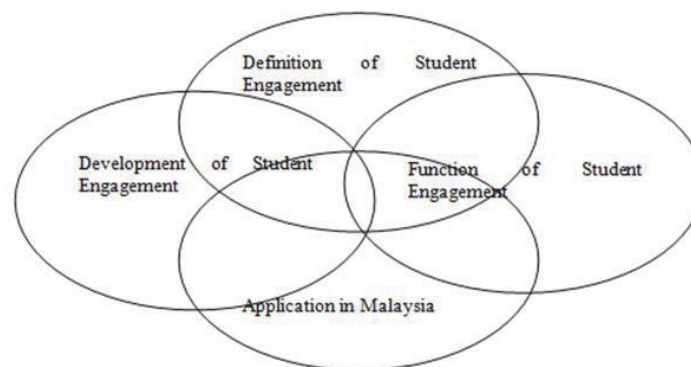 Definition of Student
Engagement
Development of Student
Engagement
Function of Student
Engagement
Application in Malaysia